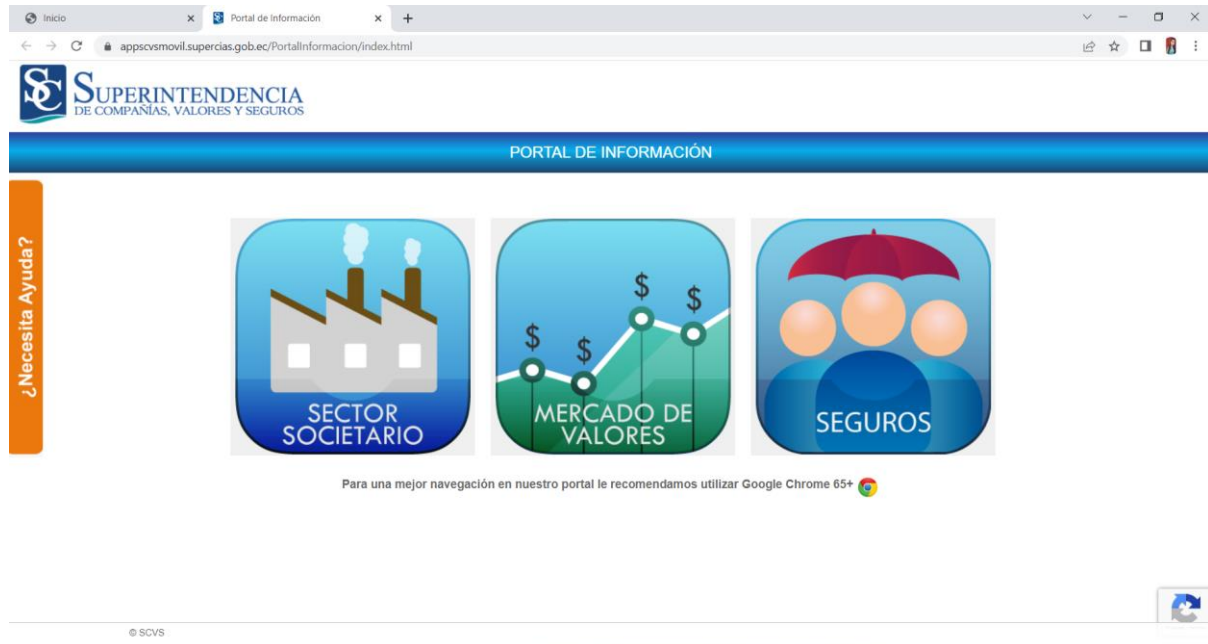 Inicio
Portal de Información
appscvsmovil.supercias.gob.ec/PortalInformacion/index.html
SC SUPERINTENDENCIA
DE COMPAÑÍAS, VALORES Y SEGUROS
PORTAL DE INFORMACIÓN
¿Necesita Ayuda?
$ $ $ $
SECTOR
SOCIETARIO
MERCADO DE
VALORES
SEGUROS
Para una mejor navegación en nuestro portal le recomendamos utilizar Google Chrome 65+
© SCVS